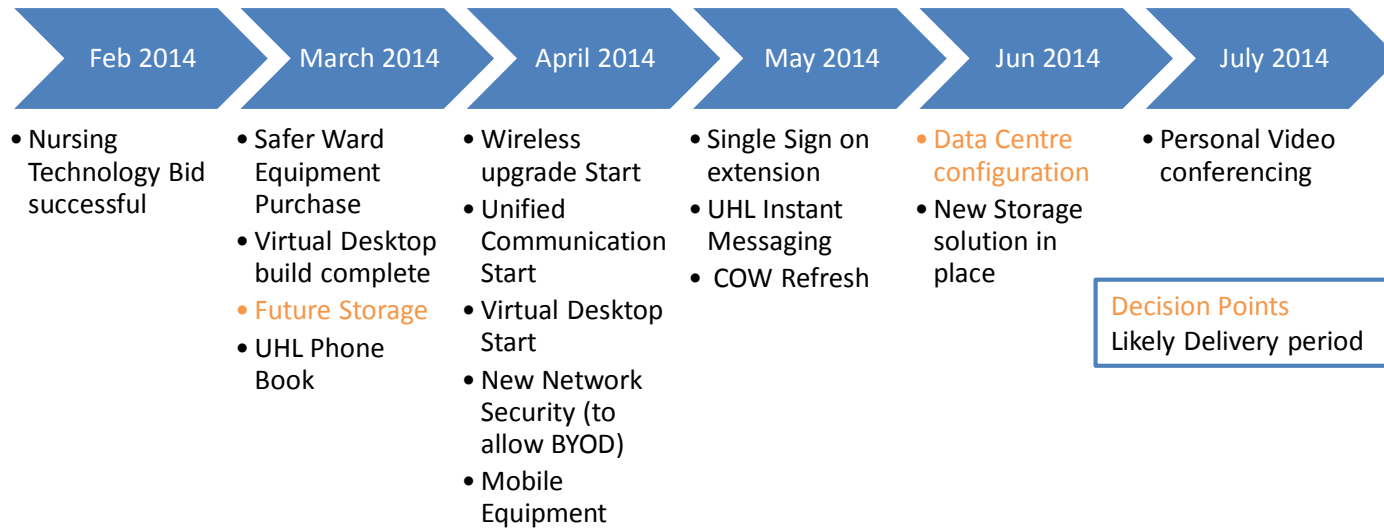 Feb 2014
March 2014
April 2014
May 2014
Jun 2014
July 2014
• Nursing
Technology Bid
successful
• Safer Ward
Equipment
Purchase
• Virtual Desktop
build complete
• Future Storage
• UHL Phone
Book
• Wireless
upgrade Start
• Unified
Communication
Start
• Virtual Desktop
Start
• New Network
Security (to
allow BYOD)
• Mobile
Equipment
• Single Sign on
extension
• UHL Instant
Messaging
• COW Refresh
• Data Centre
configuration
• New Storage
solution in
place
• Personal Video
conferencing
Decision Points
Likely Delivery period